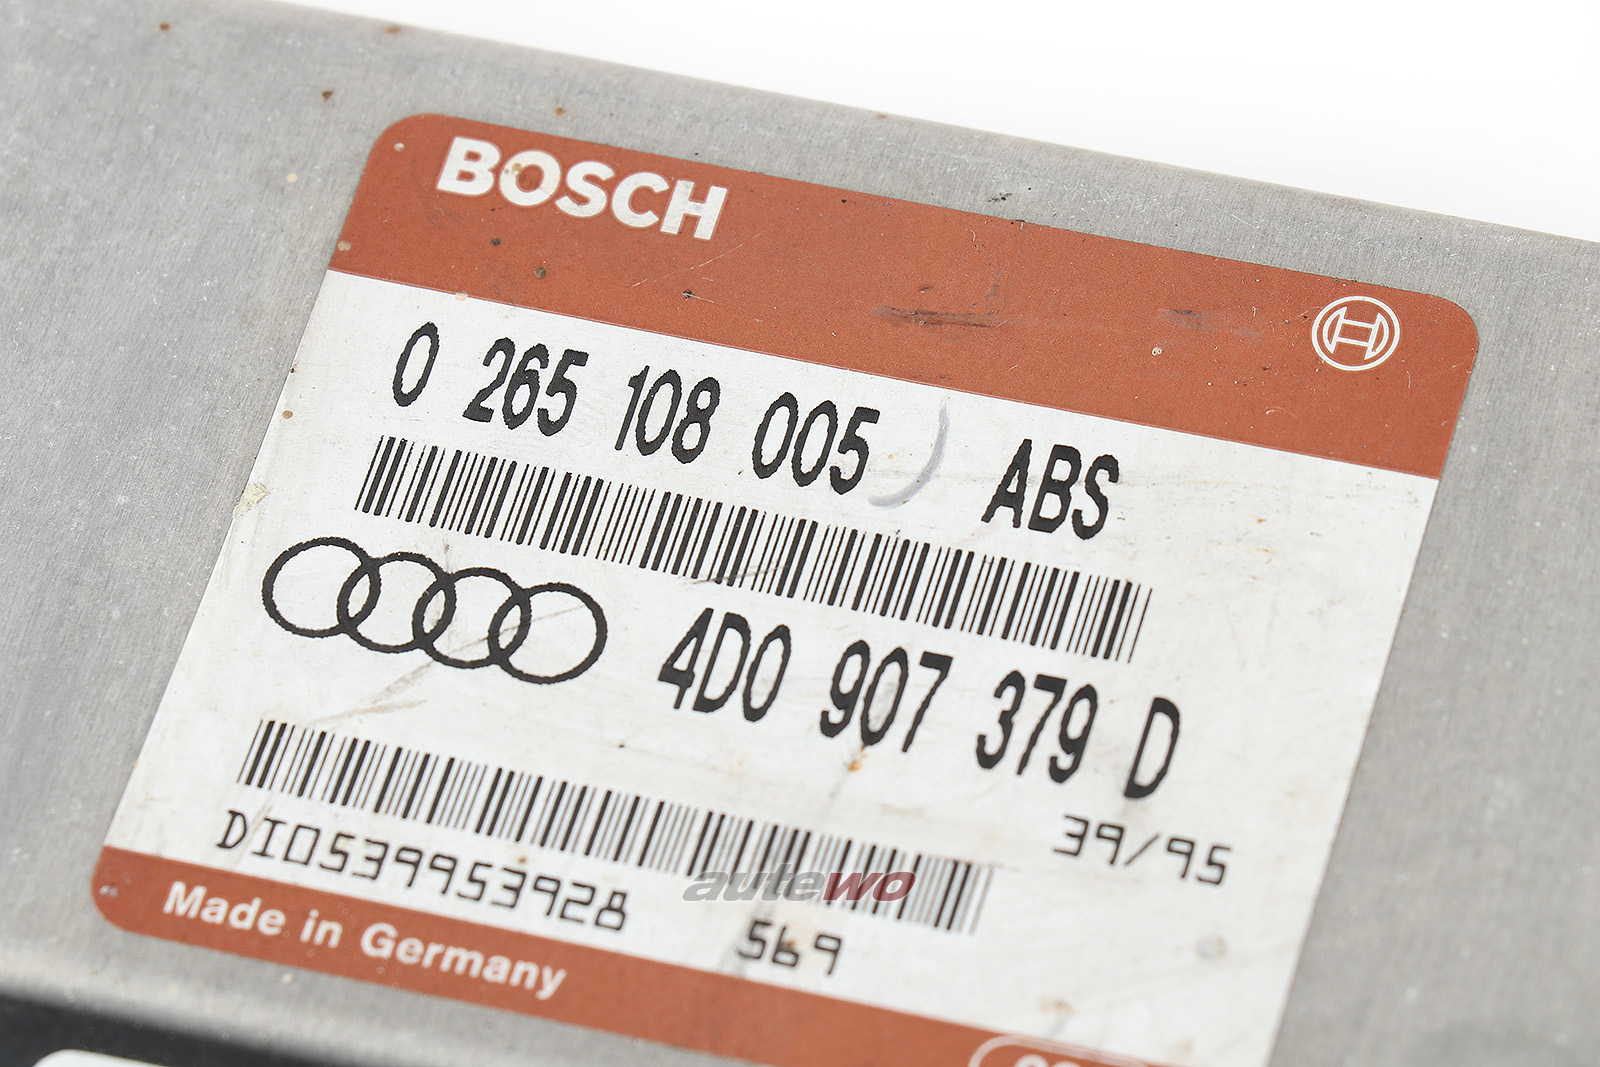 BOSCH
0 265 108 005 ABS
4D0 907 379 D
39/95
DI0539953928
569
autewo
Made in Germany